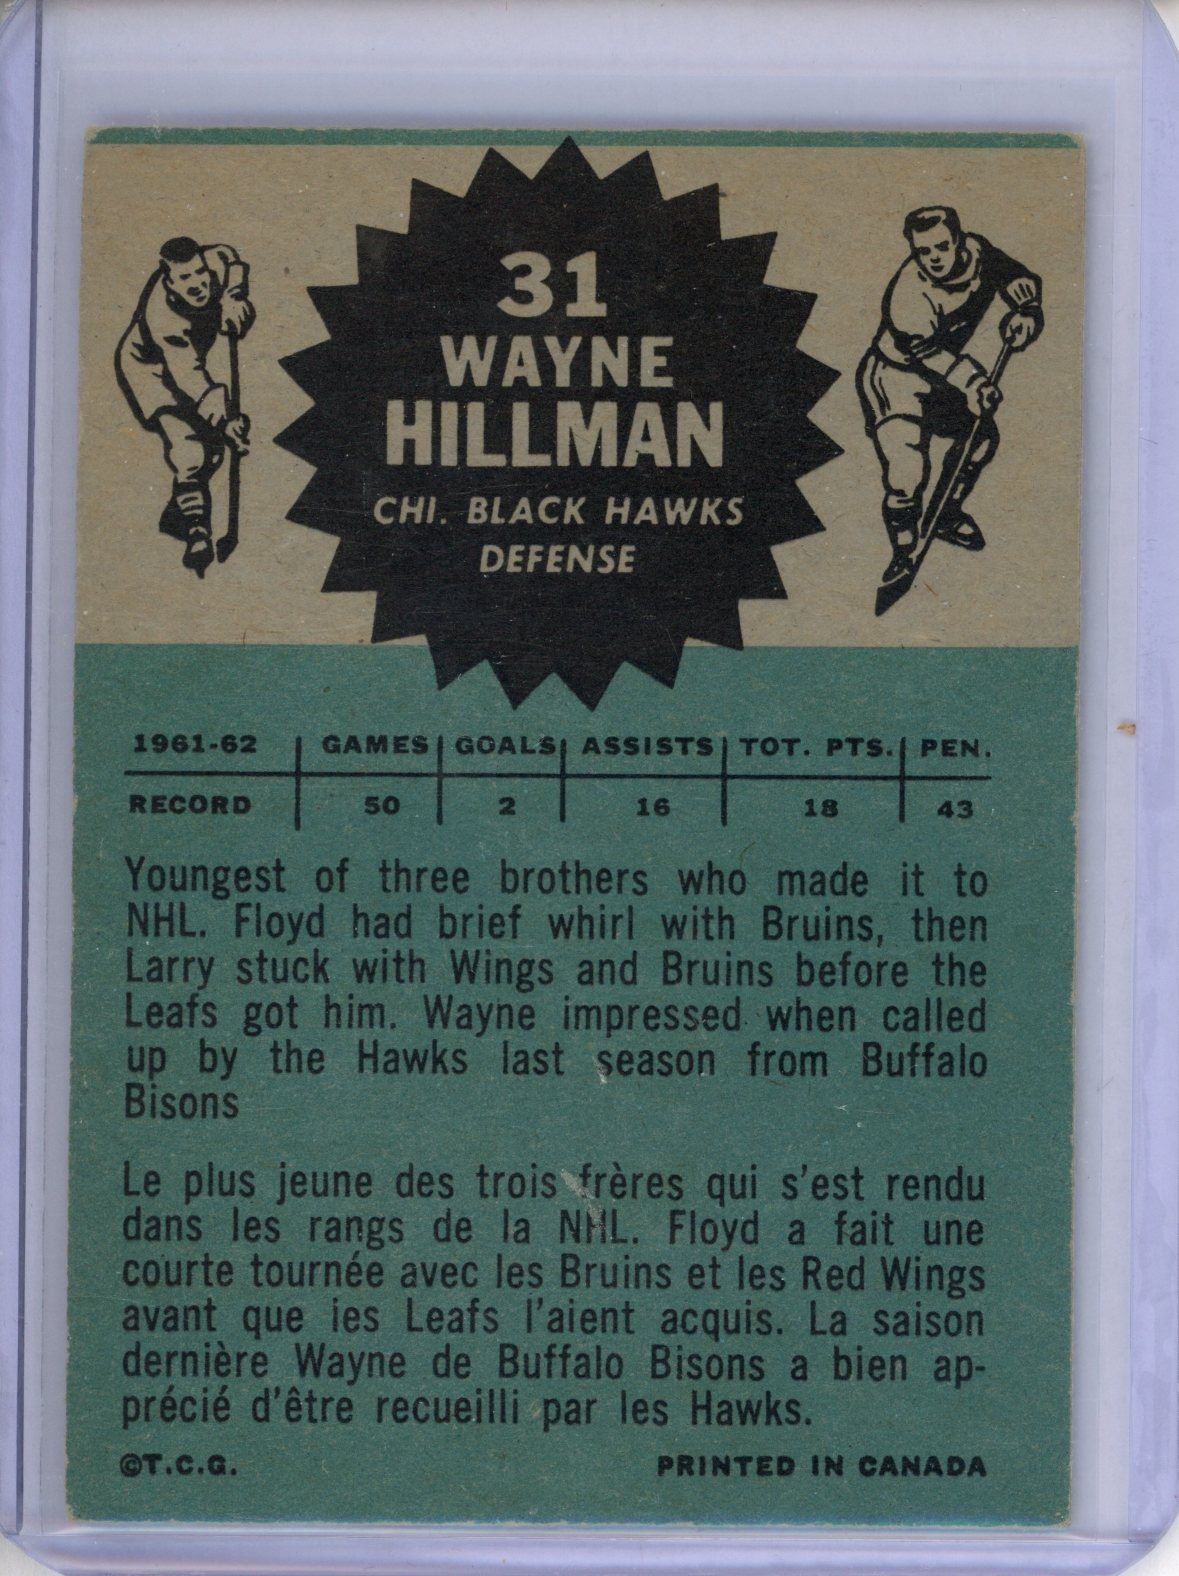 31
WAYNE
HILLMAN
CHI. BLACK HAWKS
DEFENSE
1961-62 GAMES GOALS ASSISTS TOT. PTS. PEN.
RECORD 50 2 16 18 43
Youngest of three brothers who made it to
NHL. Floyd had brief whirl with Bruins, then
Larry stuck with Wings and Bruins before the
Leafs got him. Wayne impressed when called
up by the Hawks last season from Buffalo
Bisons
Le plus jeune des trois frères qui s'est rendu
dans les rangs de la NHL. Floyd a fait une
courte tournée avec les Bruins et les Red Wings
avant que ies Leafs l'aient acquis. La saison
dernière Wayne de Buffalo Bisons a bien ap-
précié d'être recueilli par les Hawks.
©T.C.G. PRINTED IN CANADA